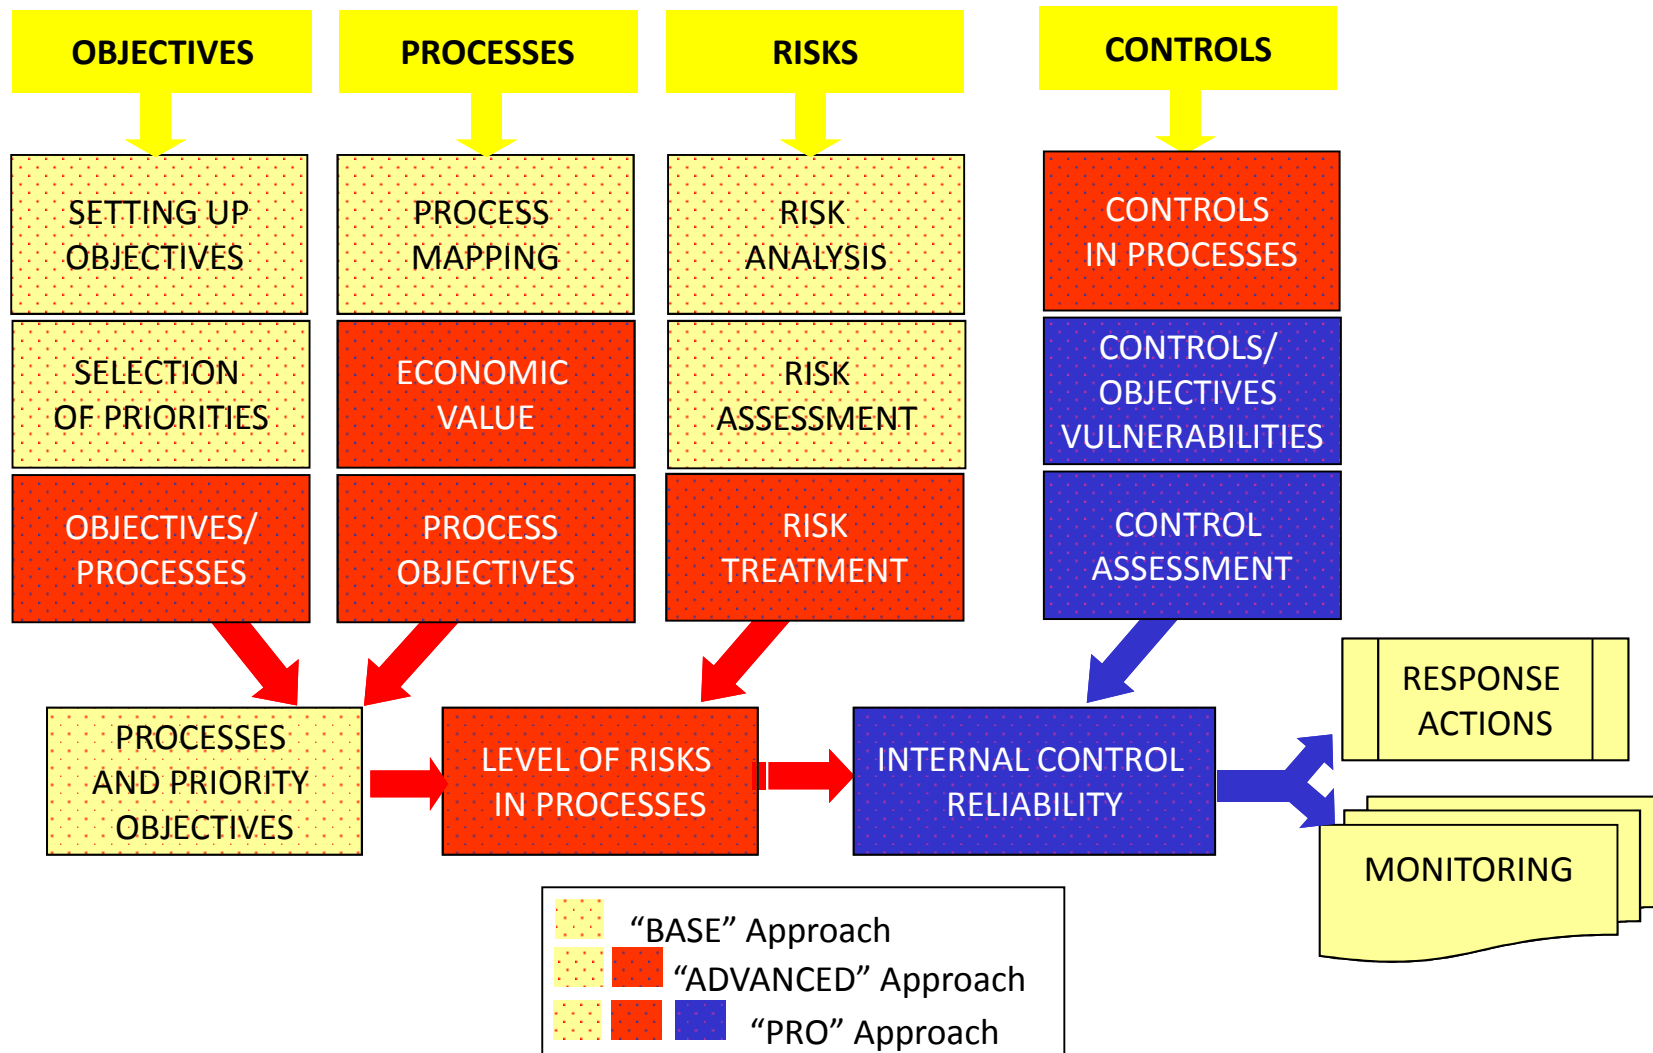 OBJECTIVES
PROCESSES
RISKS
CONTROLS
SETTING UP
OBJECTIVES
PROCESS
MAPPING
RISK
ANALYSIS
CONTROLS
IN PROCESSES
SELECTION
OF PRIORITIES
ECONOMIC
VALUE
RISK
ASSESSMENT
CONTROLS/
OBJECTIVES
VULNERABILITIES
OBJECTIVES/
PROCESSES
PROCESS
OBJECTIVES
RISK
TREATMENT
CONTROL
ASSESSMENT
PROCESSES
AND PRIORITY
OBJECTIVES
LEVEL OF RISKS
IN PROCESSES
INTERNAL CONTROL
RELIABILITY
RESPONSE
ACTIONS
MONITORING
“BASE” Approach
“ADVANCED” Approach
“PRO” Approach